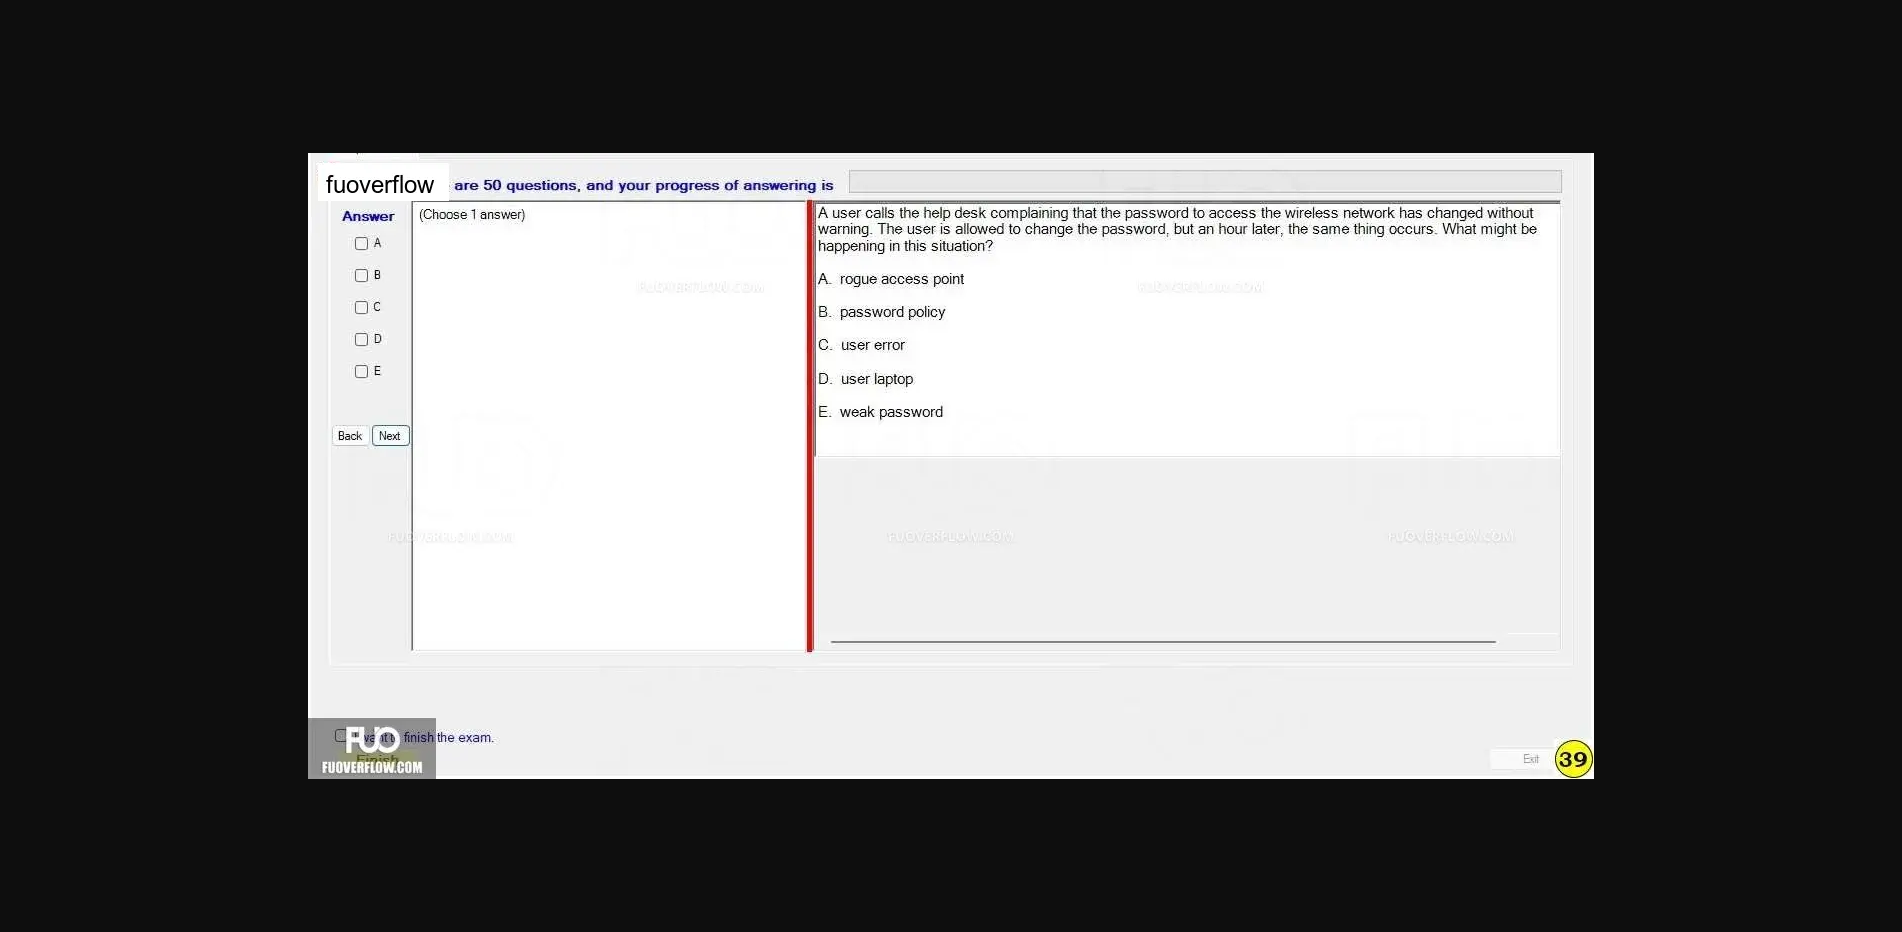 fuoverflow are 50 questions, and your progress of answering is
Answer
(Choose 1 answer)
A
B
C
D
E
Back Next
A user calls the help desk complaining that the password to access the wireless network has changed without
warning. The user is allowed to change the password, but an hour later, the same thing occurs. What might be
happening in this situation?
A. rogue access point
B. password policy
C. user error
D. user laptop
E. weak password
FUOVERFLOW.COM
FUOVERFLOW.COM
FUOVERFLOW.COM
FUOVERFLOW.COM
FUOVERFLOW.COM
I want to finish the exam.
Finish
FUO
FUOVERFLOW.COM
Exit
39